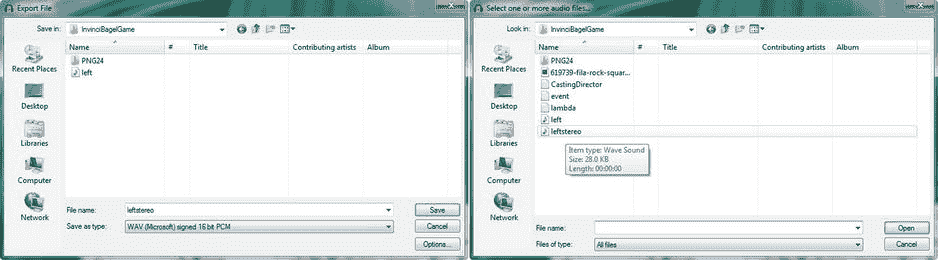 Export File
Save in: InvinciBagelGame
Name # Title Contributing artists Album
PNG24
left
Recent Places
Desktop
Libraries
Computer
Network
File name: leftstereo Save
Save as type: WAV (Microsoft) signed 16 bit PCM Cancel
Options...
Select one or more audio files...
Look in: InvinciBagelGame
Name # Title Contributing artists Album
PNG24
619739-fila-rock-squar...
CastingDirector
event
lambda
left
leftstereo
Item type: Wave Sound
Size: 28.0 KB
Length: 00:00:00
Recent Places
Desktop
Libraries
Computer
Network
File name: Open
Files of type: All files Cancel